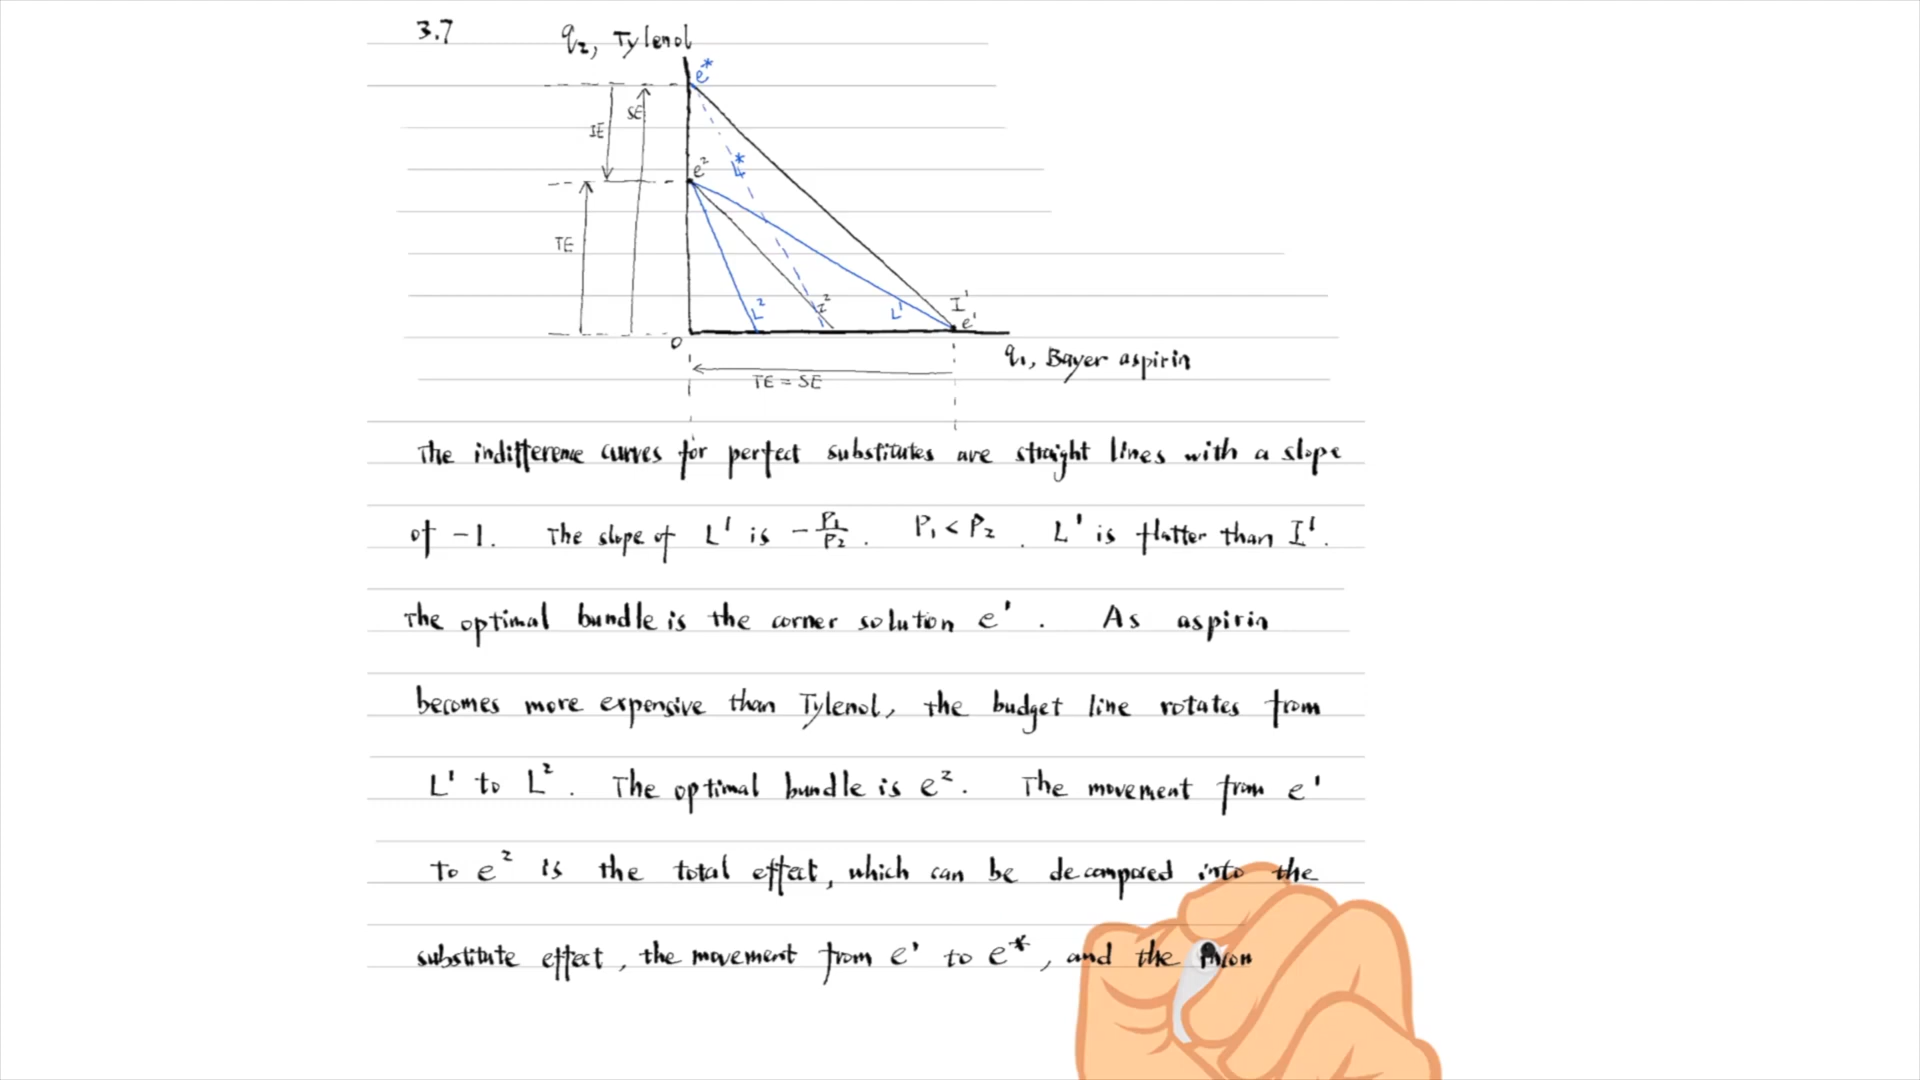 3.7
q₂, Tylenol
e*
SE
IE
e²
L*
TE
L²
I²
L¹
I¹
e¹
0
q₁, Bayer aspirin
TE = SE
The indifference curves for perfect substitutes are straight lines with a slope
of -1. The slope of L¹ is -P₁/P₂. P₁ < P₂. L¹ is flatter than I¹.
The optimal bundle is the corner solution e¹. As aspirin
becomes more expensive than Tylenol, the budget line rotates from
L¹ to L². The optimal bundle is e². The movement from e¹
to e² is the total effect, which can be decomposed into the
substitute effect, the movement from e¹ to e*, and the